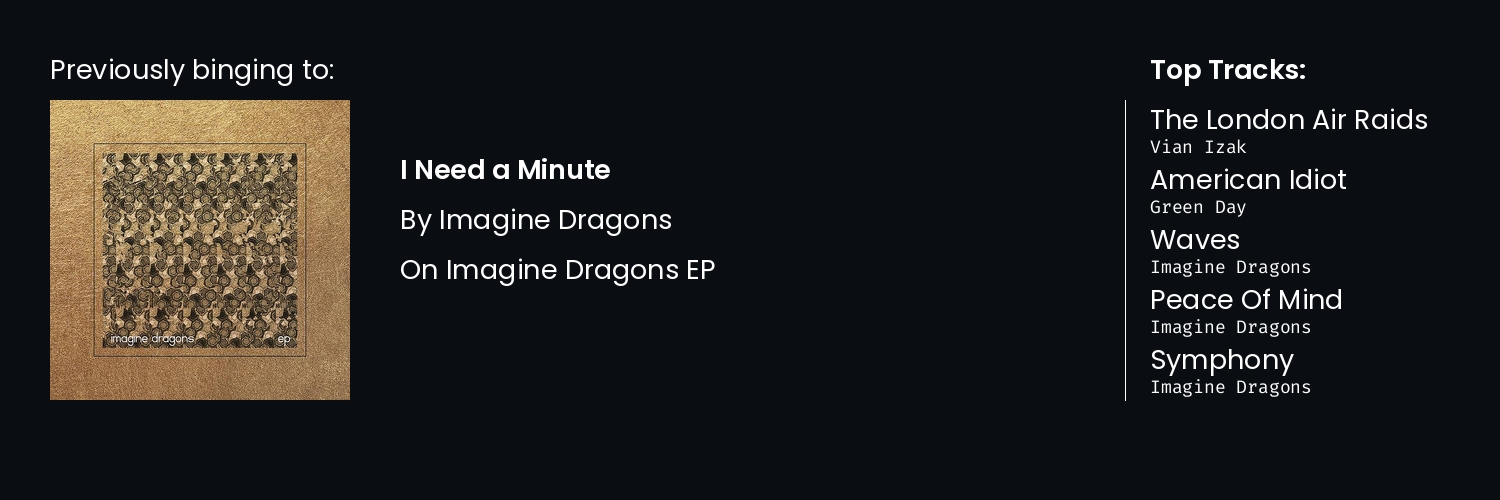 Previously binging to:
imagine dragons ep
I Need a Minute
By Imagine Dragons
On Imagine Dragons EP
Top Tracks:
The London Air Raids
Vian Izak
American Idiot
Green Day
Waves
Imagine Dragons
Peace Of Mind
Imagine Dragons
Symphony
Imagine Dragons